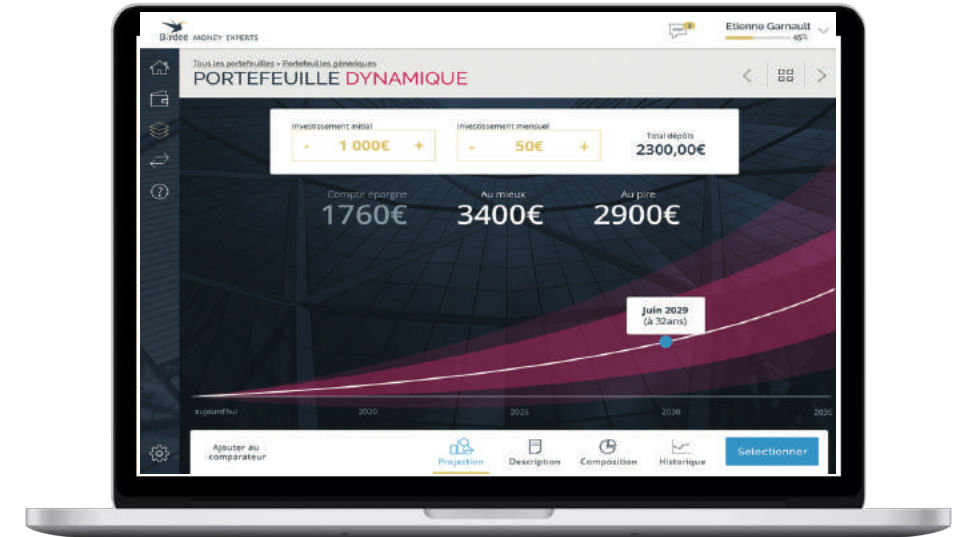 Birdee MONEY EXPERTS
Etienne Garnault
65%
Tous les portefeuilles > Portefeuilles génériques
PORTEFEUILLE DYNAMIQUE
Investissement initial
- 1 000€ +
Investissement mensuel
- 50€ +
Total dépôts
2300,00€
Compte épargne
1760€
Au mieux
3400€
Au pire
2900€
Juin 2029
(à 32ans)
aujourd'hui
2020
2025
2030
2035
Ajouter au
comparateur
Projection
Description
Composition
Historique
Selectionner